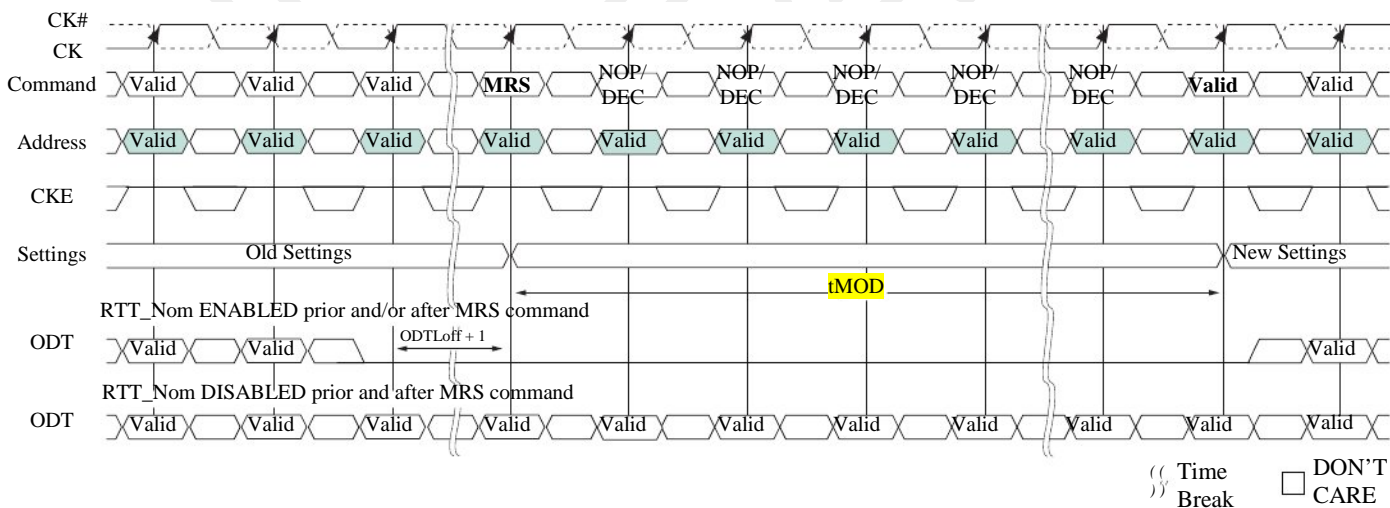 CK#
CK
Command Valid Valid Valid MRS NOP/ DEC NOP/ DEC NOP/ DEC NOP/ DEC NOP/ DEC Valid Valid
Address Valid Valid Valid Valid Valid Valid Valid Valid Valid Valid Valid
CKE
Settings Old Settings New Settings
tMOD
RTT_Nom ENABLED prior and/or after MRS command
ODTLoff + 1
ODT Valid Valid Valid
RTT_Nom DISABLED prior and after MRS command
ODT Valid Valid Valid Valid Valid Valid Valid Valid Valid Valid Valid
Time Break
DON'T CARE